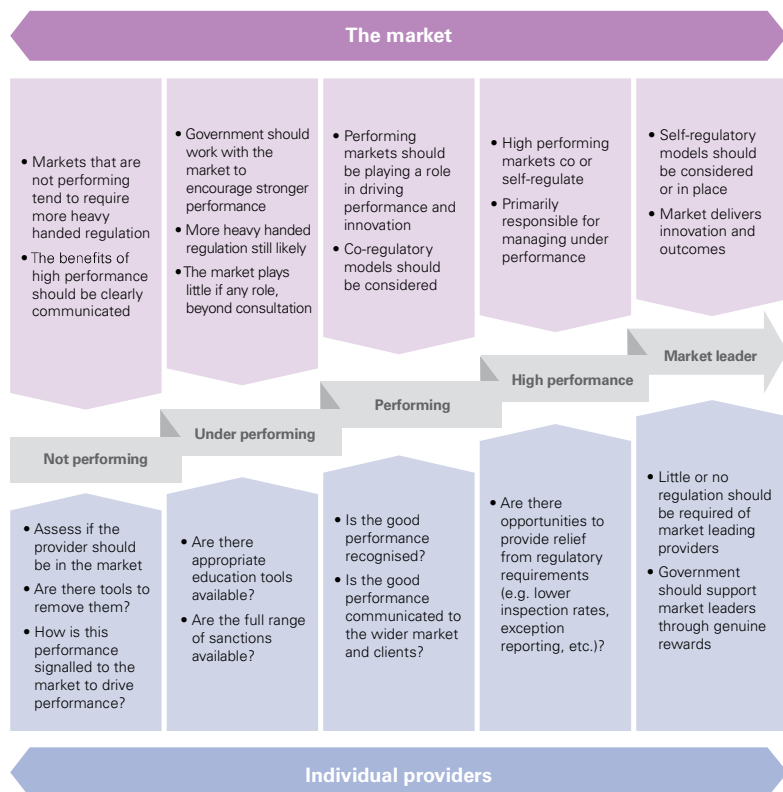 The market
• Markets that are
not performing
tend to require
more heavy
handed regulation
• The benefits of
high performance
should be clearly
communicated
• Government should
work with the
market to
encourage stronger
performance
• More heavy handed
regulation still likely
• The market plays
little if any role,
beyond consultation
• Performing
markets should
be playing a role
in driving
performance and
innovation
• Co-regulatory
models should
be considered
• High performing
markets co or
self-regulate
• Primarily
responsible for
managing under
performance
• Self-regulatory
models should
be considered
or in place
• Market delivers
innovation and
outcomes
Not performing
Under performing
Performing
High performance
Market leader
• Assess if the
provider should
be in the market
• Are there tools to
remove them?
• How is this
performance
signalled to the
market to drive
performance?
• Are there
appropriate
education tools
available?
• Are the full range
of sanctions
available?
• Is the good
performance
recognised?
• Is the good
performance
communicated to
the wider market
and clients?
• Are there
opportunities to
provide relief
from regulatory
requirements
(e.g. lower
inspection rates,
exception
reporting, etc.)?
• Little or no
regulation should
be required of
market leading
providers
• Government
should support
market leaders
through genuine
rewards
Individual providers